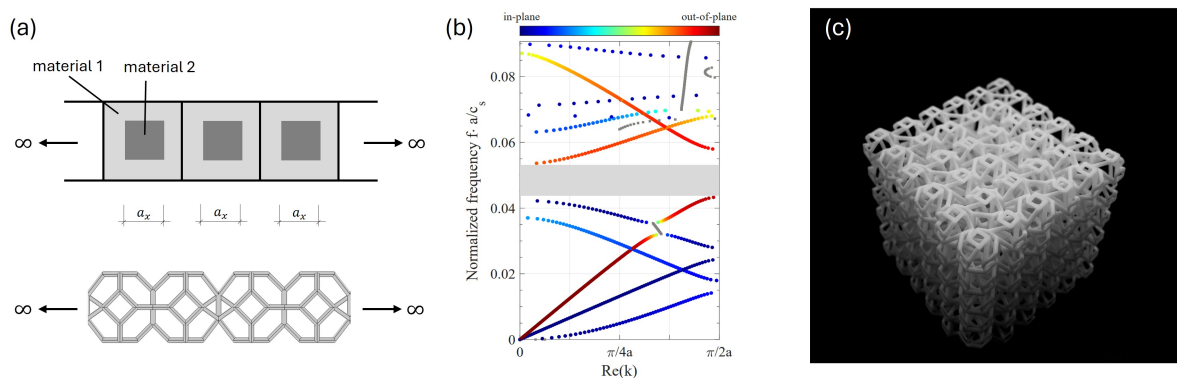 (a)
material 1
material 2
∞
∞
a_x
a_x
a_x
∞
∞
(b)
in-plane
out-of-plane
Normalized frequency f· a/c_s
0.08
0.06
0.04
0.02
0
0
π/4a
π/2a
Re(k)
(c)